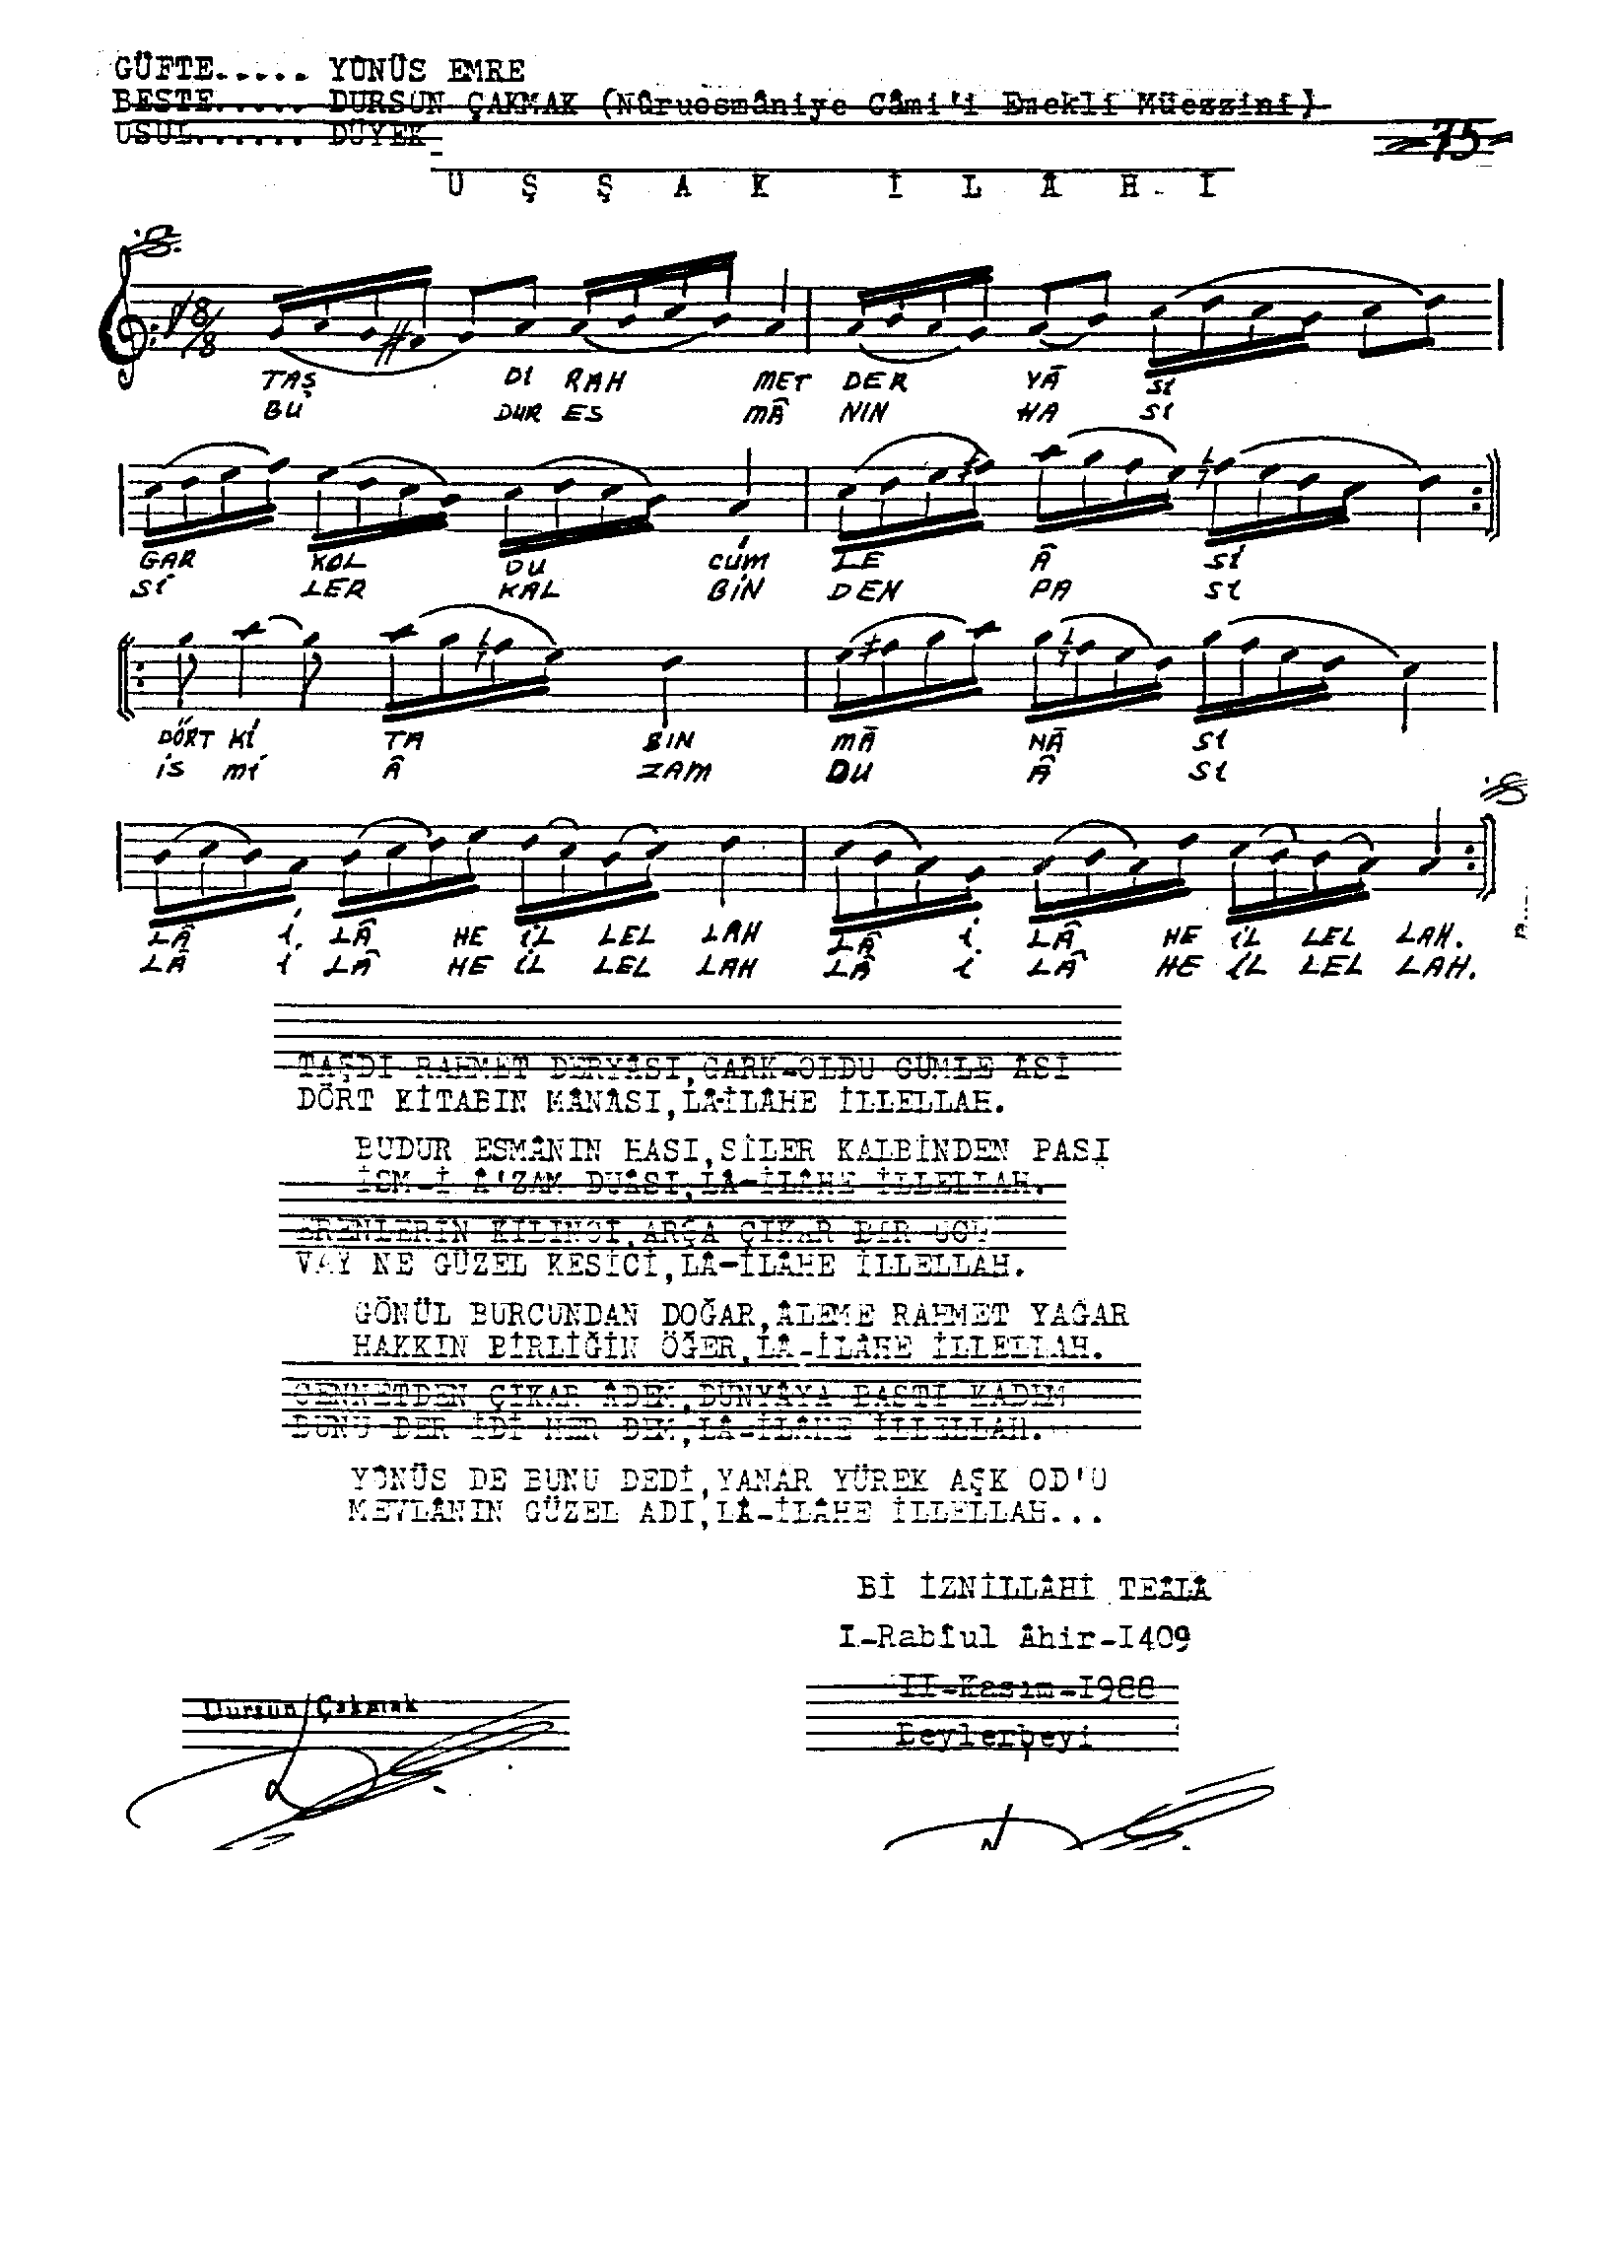 GÜFTE..... YÛNÜS EMRE
BESTE..... DURSUN ÇAKMAK (Nûruosmâniye Câmi'i Emekli Müezzini)
USUL...... DÜYEK
75
U Ş Ş A K İ L Â H İ
8/8
TAŞ DI RAH MET DER YÂ SI
BU DUR ES MÂ NIN HA SI
GAR KOL DU CÜM LE Â Sİ
Sİ LER KAL BİN DEN PA SI
DÖRT Kİ TA BIN MÂ NÂ SI
İS Mİ Â ZAM DU Â SI
LÂ İ LÂ HE İL LEL LAH LÂ İ LÂ HE İL LEL LAH.
LÂ İ LÂ HE İL LEL LAH LÂ İ LÂ HE İL LEL LAH.
TAŞDI RAHMET DERYÂSI,GARK-OLDU CÜMLE ÂSİ
DÖRT KİTABIN MÂNÂSI,LÂ-İLÂHE İLLELLAH.
BUDUR ESMÂNIN HASI,SİLER KALBİNDEN PASI
İSM-İ Â'ZAM DUÂSI,LÂ-İLÂHE İLLELLAH.
ERENLERİN KILINCI,ARŞA ÇIKAR BİR UCU
VAY NE GÜZEL KESİCİ,LÂ-İLÂHE İLLELLAH.
GÖNÜL BURCUNDAN DOĞAR,ÂLEME RAHMET YAĞAR
HAKKIN BİRLİĞİN ÖĞER,LÂ-İLÂHE İLLELLAH.
CENNETDEN ÇIKAR ÂDEM,DÜNYÂYA BASTI KADEM
BUNU DER İDİ HER DEM,LÂ-İLÂHE İLLELLAH.
YÛNÜS DE BUNU DEDİ,YANAR YÜREK AŞK OD'U
MEVLÂNIN GÜZEL ADI,LÂ-İLÂHE İLLELLAH...
Bİ İZNİLLÂHİ TEÂLÂ
I-Rabîul Âhir-I409
II-Kasım-I988
Dursun Çakmak
Beylerbeyi